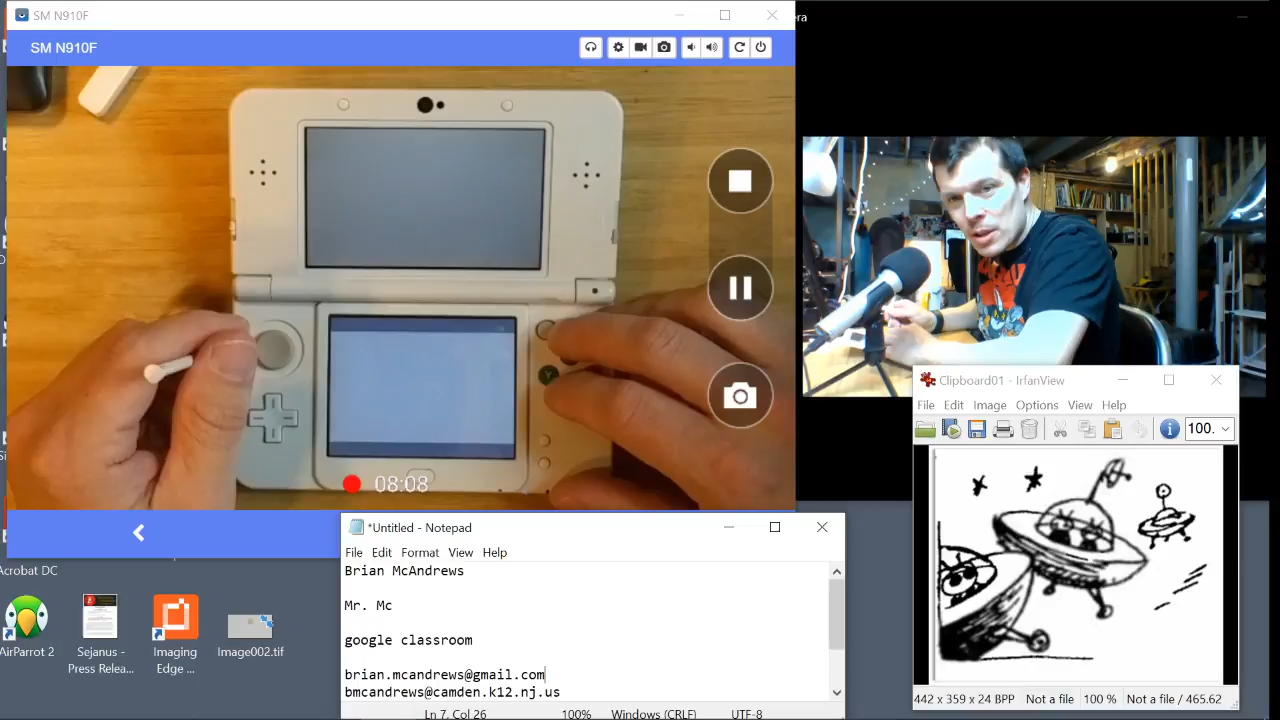 SM N910F
era
SM N910F
Y
08:08
Clipboard01 - IrfanView
File Edit Image Options View Help
100.
*Untitled - Notepad
File Edit Format View Help
Brian McAndrews
Mr. Mc
google classroom
brian.mcandrews@gmail.com
bmcandrews@camden.k12.nj.us
Ln 7, Col 26 100% Windows (CRLF) UTF-8
Acrobat DC
AirParrot 2
Sejanus -
Press Relea...
Imaging
Edge ...
Image002.tif
442 x 359 x 24 BPP Not a file 100 % Not a file / 465.62